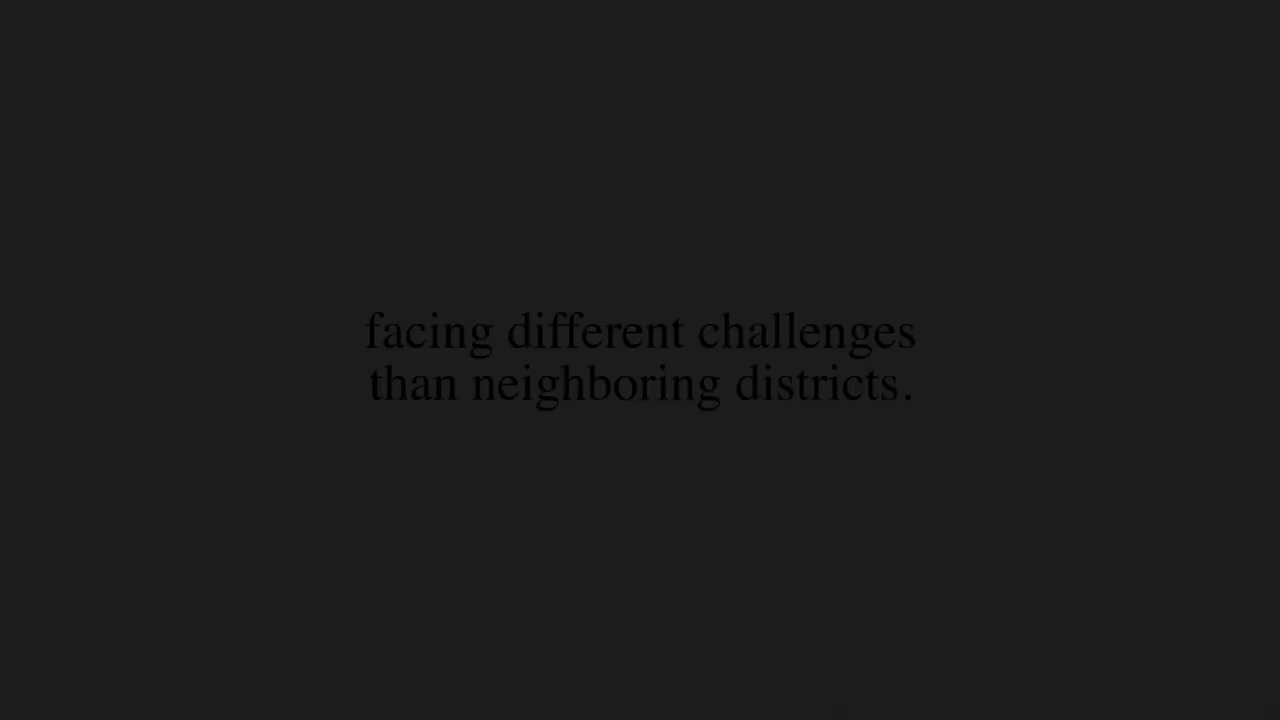 facing different challenges
than neighboring districts.